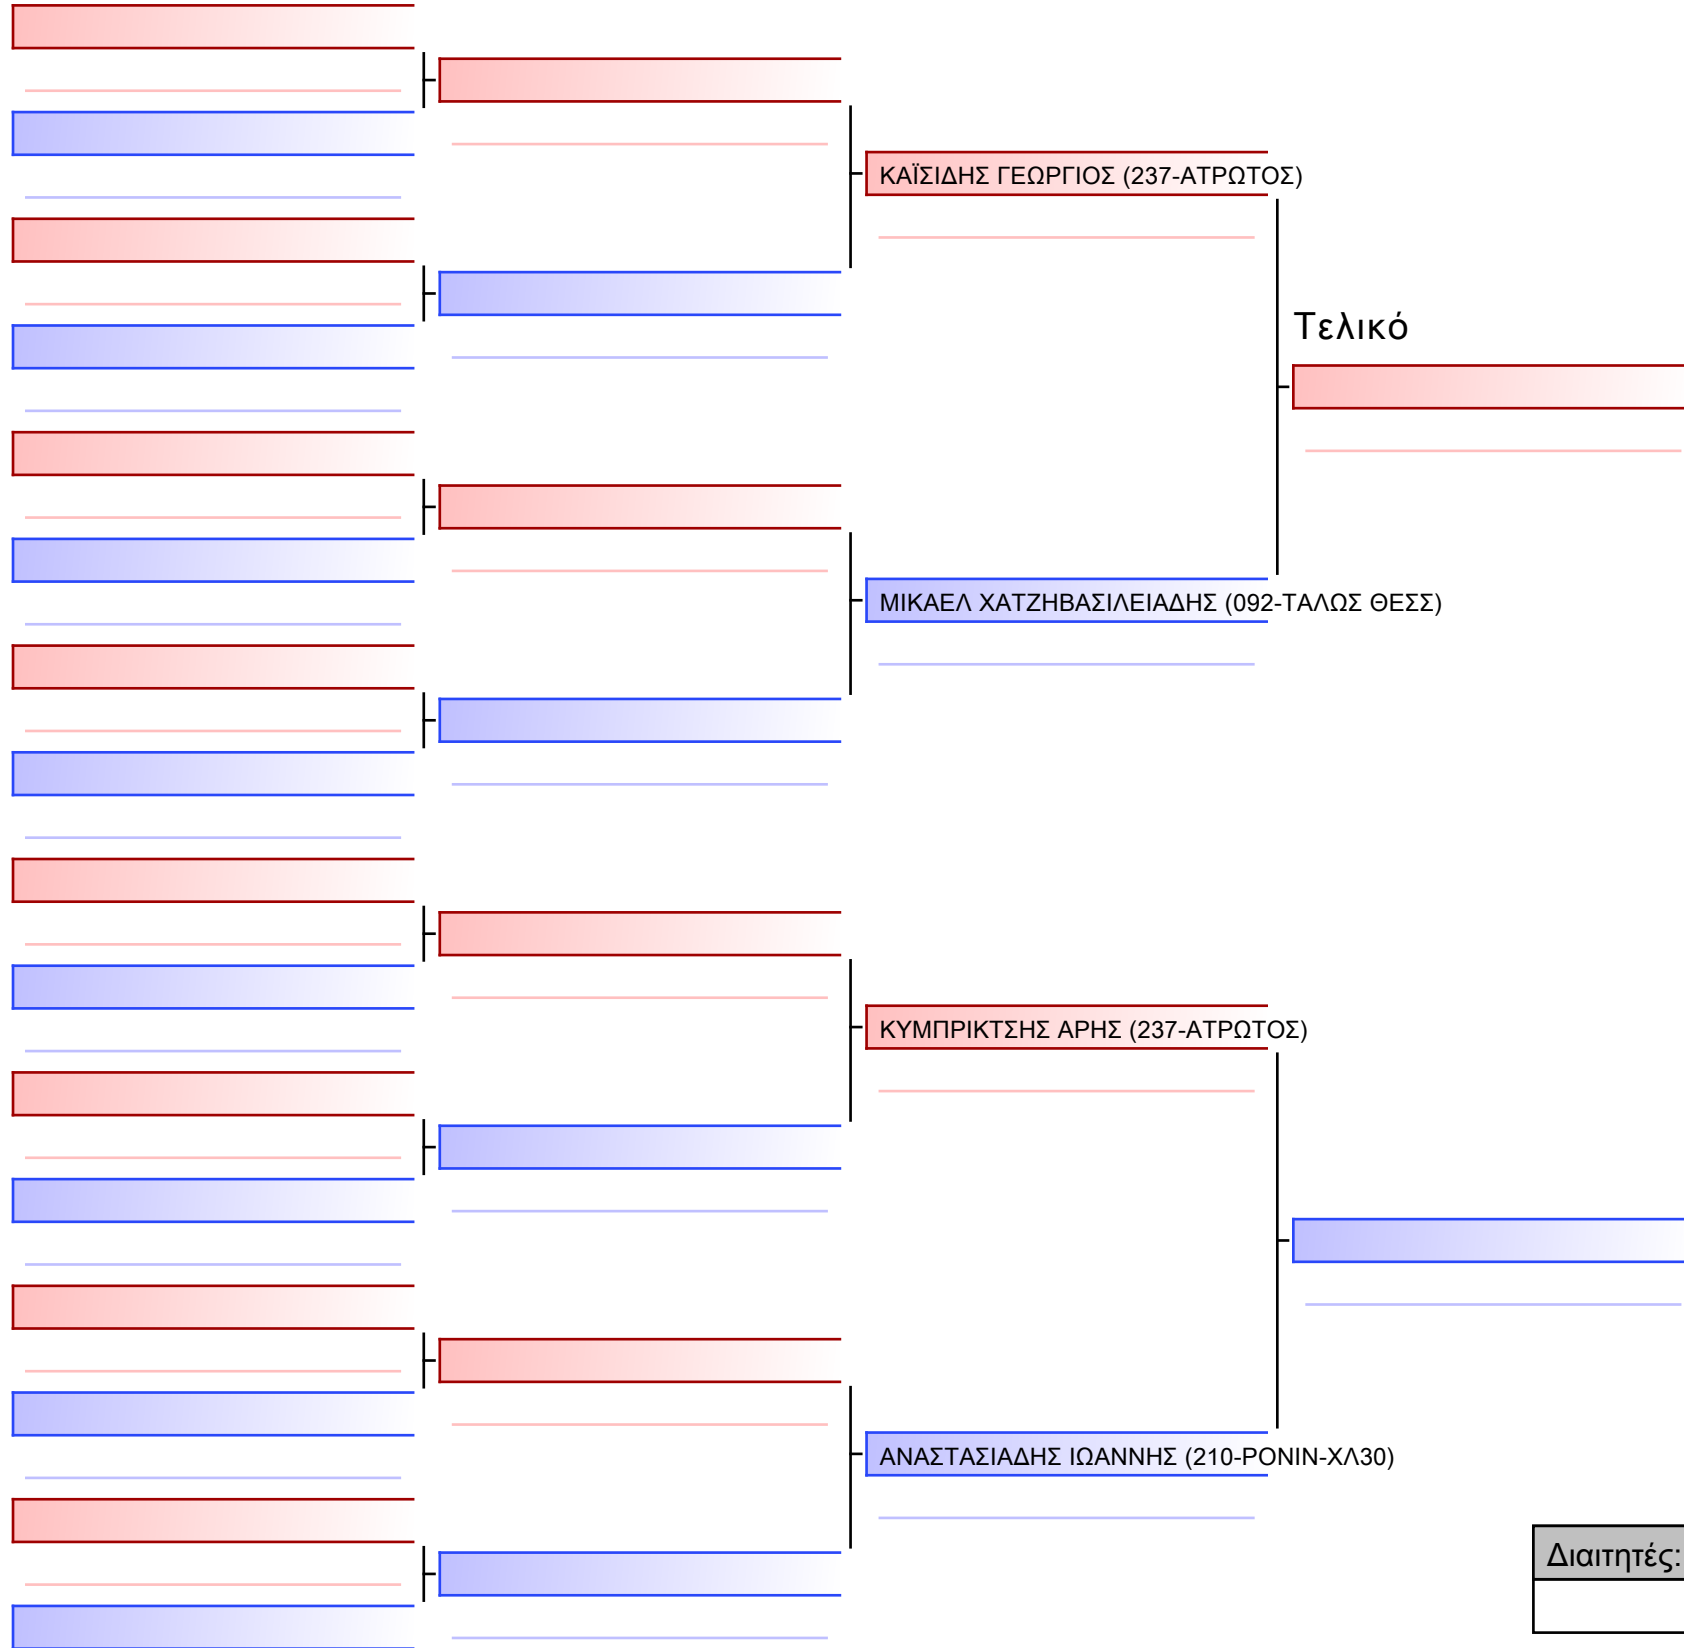 ΚΑΪΣΙΔΗΣ ΓΕΩΡΓΙΟΣ (237-ΑΤΡΩΤΟΣ)
Τελικό
ΜΙΚΑΕΛ ΧΑΤΖΗΒΑΣΙΛΕΙΑΔΗΣ (092-ΤΑΛΩΣ ΘΕΣΣ)
ΚΥΜΠΡΙΚΤΣΗΣ ΑΡΗΣ (237-ΑΤΡΩΤΟΣ)
ΑΝΑΣΤΑΣΙΑΔΗΣ ΙΩΑΝΝΗΣ (210-ΡΟΝΙΝ-ΧΛ30)
Διαιτητές: